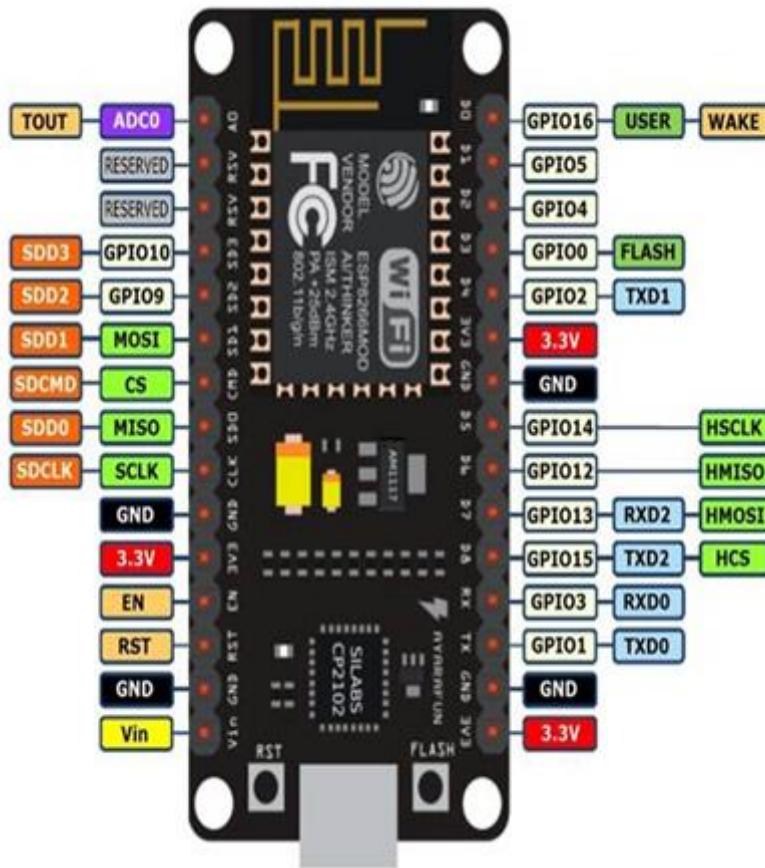 TOUT ADC0 A0 D0 GPIO16 USER WAKE
RESERVED RSV D1 GPIO5
RESERVED RSV D2 GPIO4
SDD3 GPIO10 SD3 D3 GPIO0 FLASH
SDD2 GPIO9 SD2 D4 GPIO2 TXD1
SDD1 MOSI SD1 3V3 3.3V
SDCMD CS CMD GND GND
SDD0 MISO SD0 D5 GPIO14 HSCLK
SDCLK SCLK CLK D6 GPIO12 HMISO
GND GND D7 GPIO13 RXD2 HMOSI
3.3V 3V3 D8 GPIO15 TXD2 HCS
EN EN RX GPIO3 RXD0
RST RST TX GPIO1 TXD0
GND GND GND GND
Vin Vin 3V3 3.3V
MODEL
VENDOR
ESP8266MOD
AI/THINKER
ISM 2.4GHz
PA +25dBm
802.11b/g/n
FC
Wi Fi
AMS1117
SILABS
CP2102
AYARAFUN
RST
FLASH